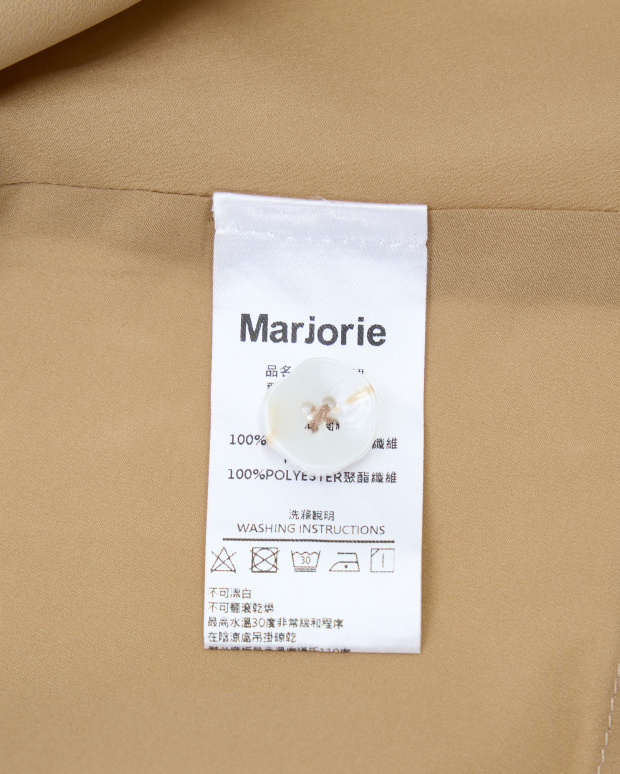 Marjorie
品名
100% 纖維
100%POLYESTER聚酯纖維
洗滌說明
WASHING INSTRUCTIONS
30
不可漂白
不可翻滾乾燥
最高水溫30度非常緩和程序
在陰涼處吊掛晾乾